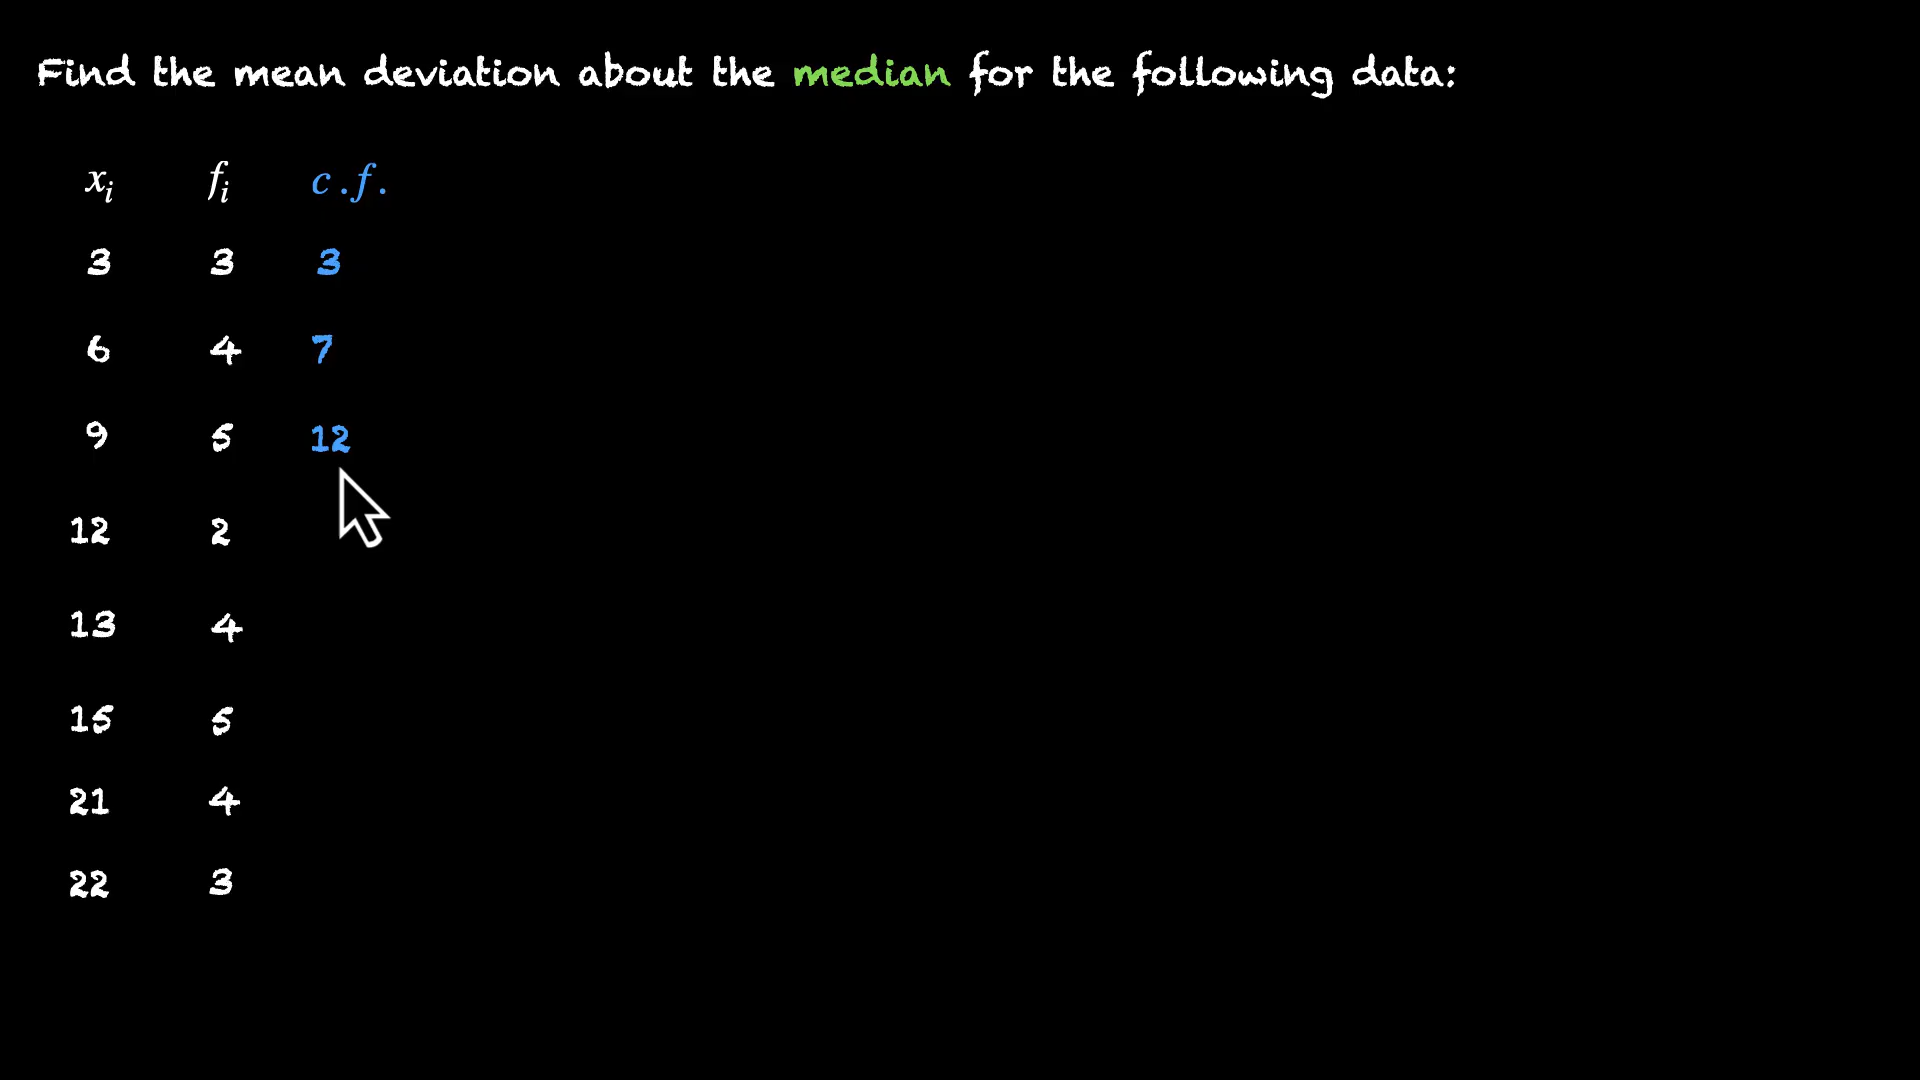 Find the mean deviation about the median for the following data:
xᵢ fᵢ c.f.
3 3 3
6 4 7
9 5 12
12 2
13 4
15 5
21 4
22 3